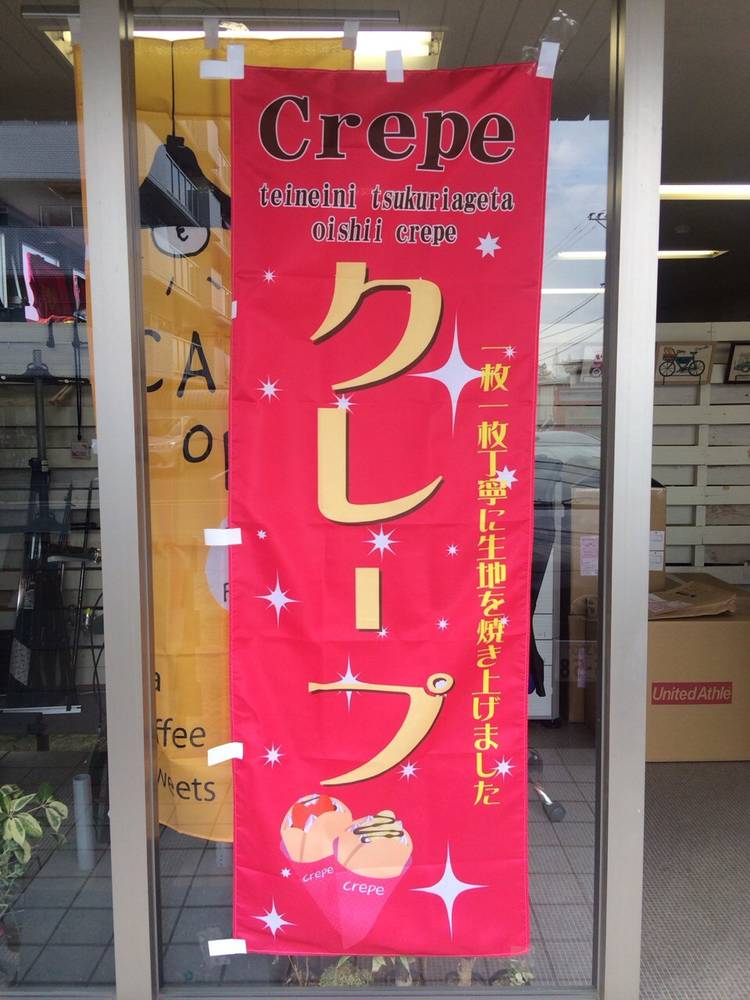 Crepe
teineini tsukuriageta
oishii crepe
クレープ
一枚一枚丁寧に生地を焼き上げました
crepe
crepe
CA
ffee
weets
United Athle